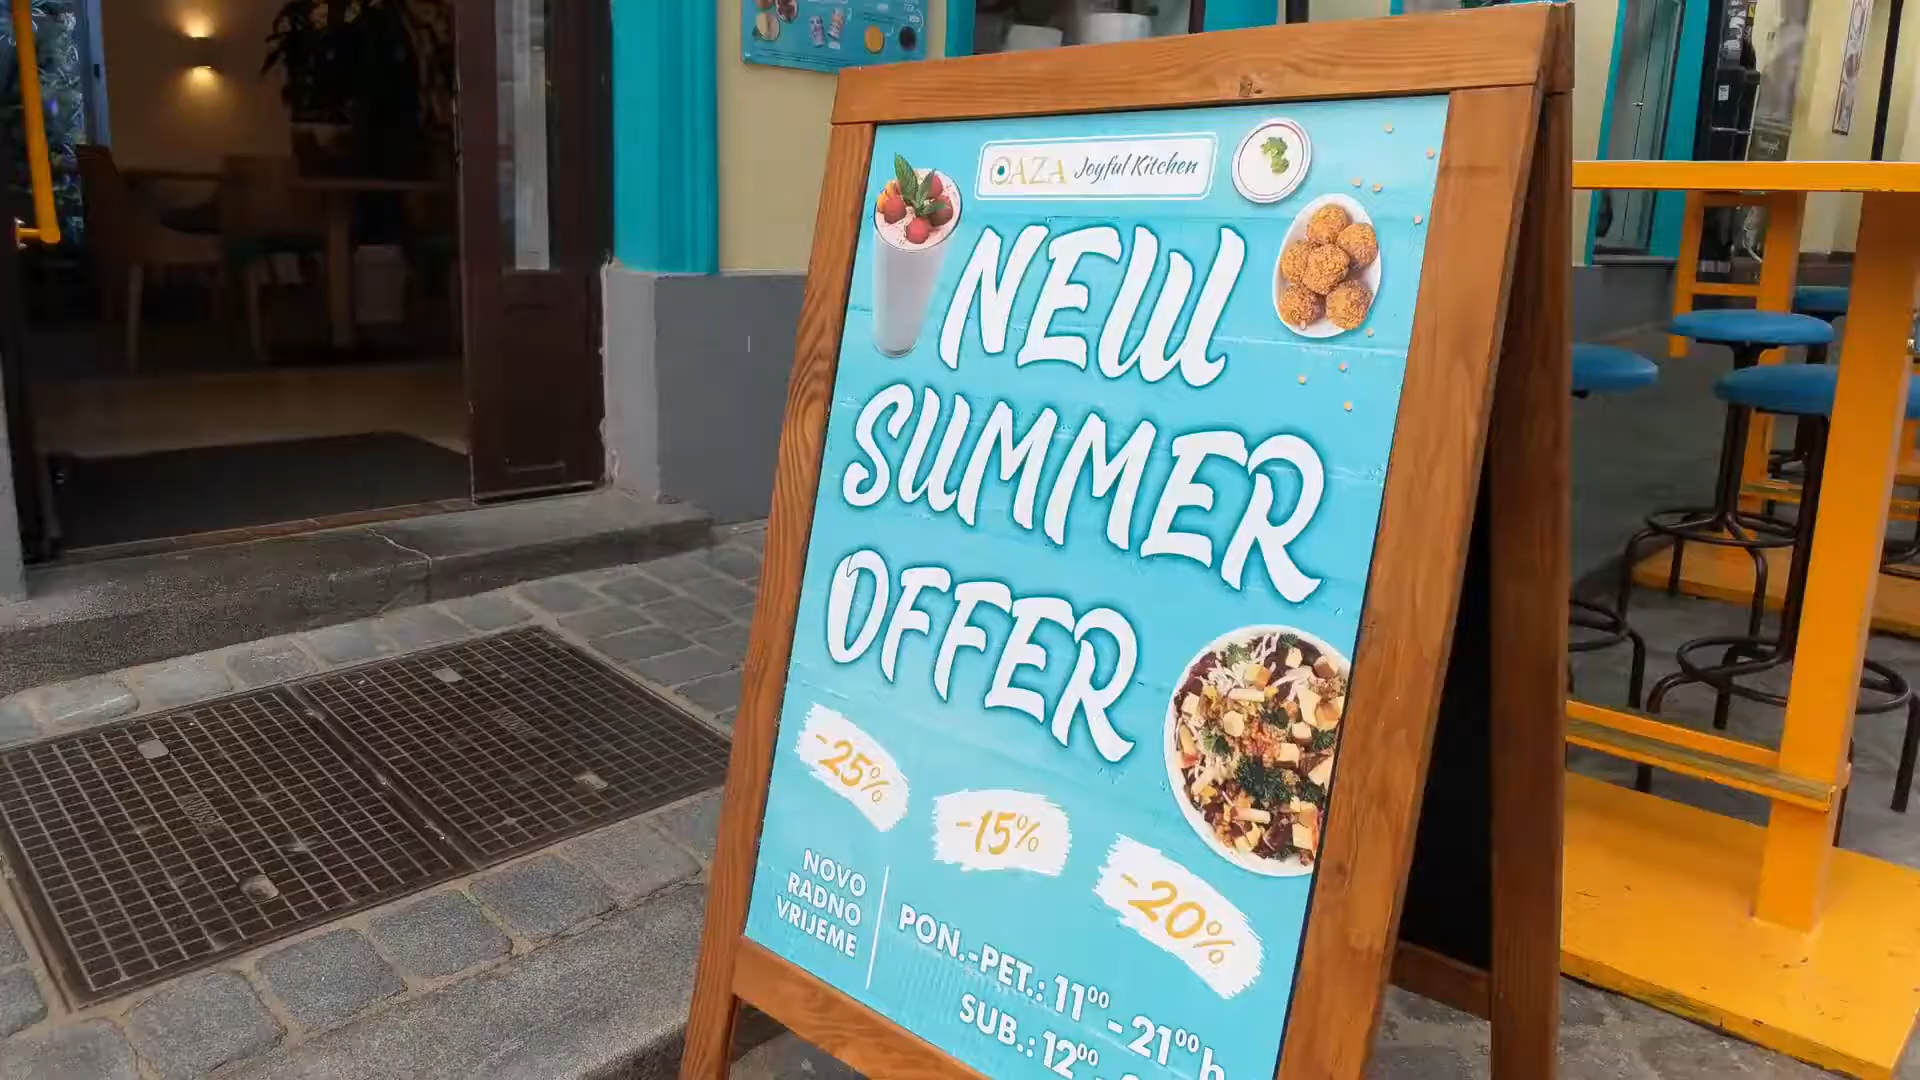 OAZA Joyful Kitchen
NEW
SUMMER
OFFER
-25%
-15%
-20%
NOVO
RADNO
VRIJEME
PON.-PET.: 11⁰⁰ - 21⁰⁰ h
SUB.: 12⁰⁰ -